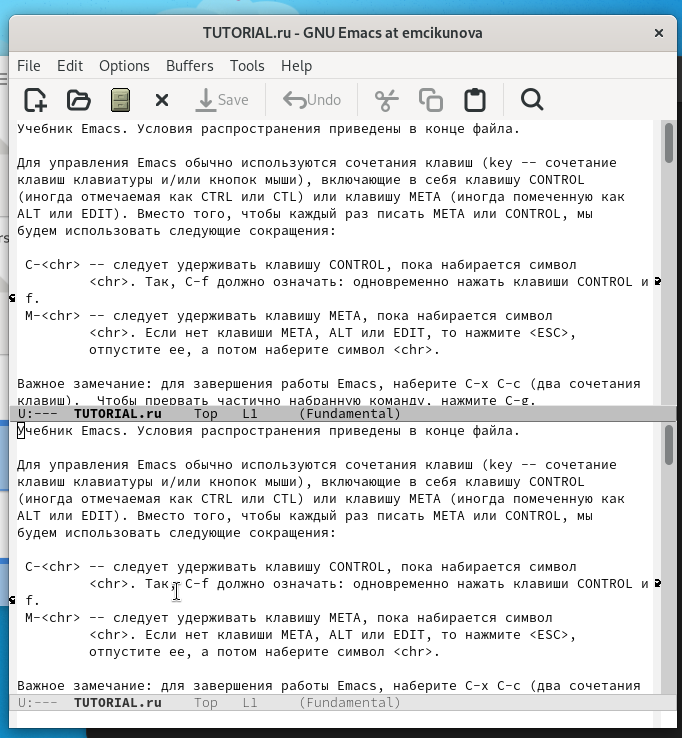 TUTORIAL.ru - GNU Emacs at emcikunova
File Edit Options Buffers Tools Help
Save Undo
Учебник Emacs. Условия распространения приведены в конце файла.
Для управления Emacs обычно используются сочетания клавиш (key -- сочетание
клавиш клавиатуры и/или кнопок мыши), включающие в себя клавишу CONTROL
(иногда отмечаемая как CTRL или CTL) или клавишу META (иногда помеченную как
ALT или EDIT). Вместо того, чтобы каждый раз писать META или CONTROL, мы
будем использовать следующие сокращения:
C-<chr> -- следует удерживать клавишу CONTROL, пока набирается символ
<chr>. Так, C-f должно означать: одновременно нажать клавиши CONTROL и
f.
M-<chr> -- следует удерживать клавишу META, пока набирается символ
<chr>. Если нет клавиши META, ALT или EDIT, то нажмите <ESC>,
отпустите ее, а потом наберите символ <chr>.
Важное замечание: для завершения работы Emacs, наберите C-x C-c (два сочетания
клавиш). Чтобы прервать частично набранную команду, нажмите C-g.
U:--- TUTORIAL.ru Top L1 (Fundamental)
Учебник Emacs. Условия распространения приведены в конце файла.
Для управления Emacs обычно используются сочетания клавиш (key -- сочетание
клавиш клавиатуры и/или кнопок мыши), включающие в себя клавишу CONTROL
(иногда отмечаемая как CTRL или CTL) или клавишу META (иногда помеченную как
ALT или EDIT). Вместо того, чтобы каждый раз писать META или CONTROL, мы
будем использовать следующие сокращения:
C-<chr> -- следует удерживать клавишу CONTROL, пока набирается символ
<chr>. Так, C-f должно означать: одновременно нажать клавиши CONTROL и
f.
M-<chr> -- следует удерживать клавишу META, пока набирается символ
<chr>. Если нет клавиши META, ALT или EDIT, то нажмите <ESC>,
отпустите ее, а потом наберите символ <chr>.
Важное замечание: для завершения работы Emacs, наберите C-x C-c (два сочетания
U:--- TUTORIAL.ru Top L1 (Fundamental)